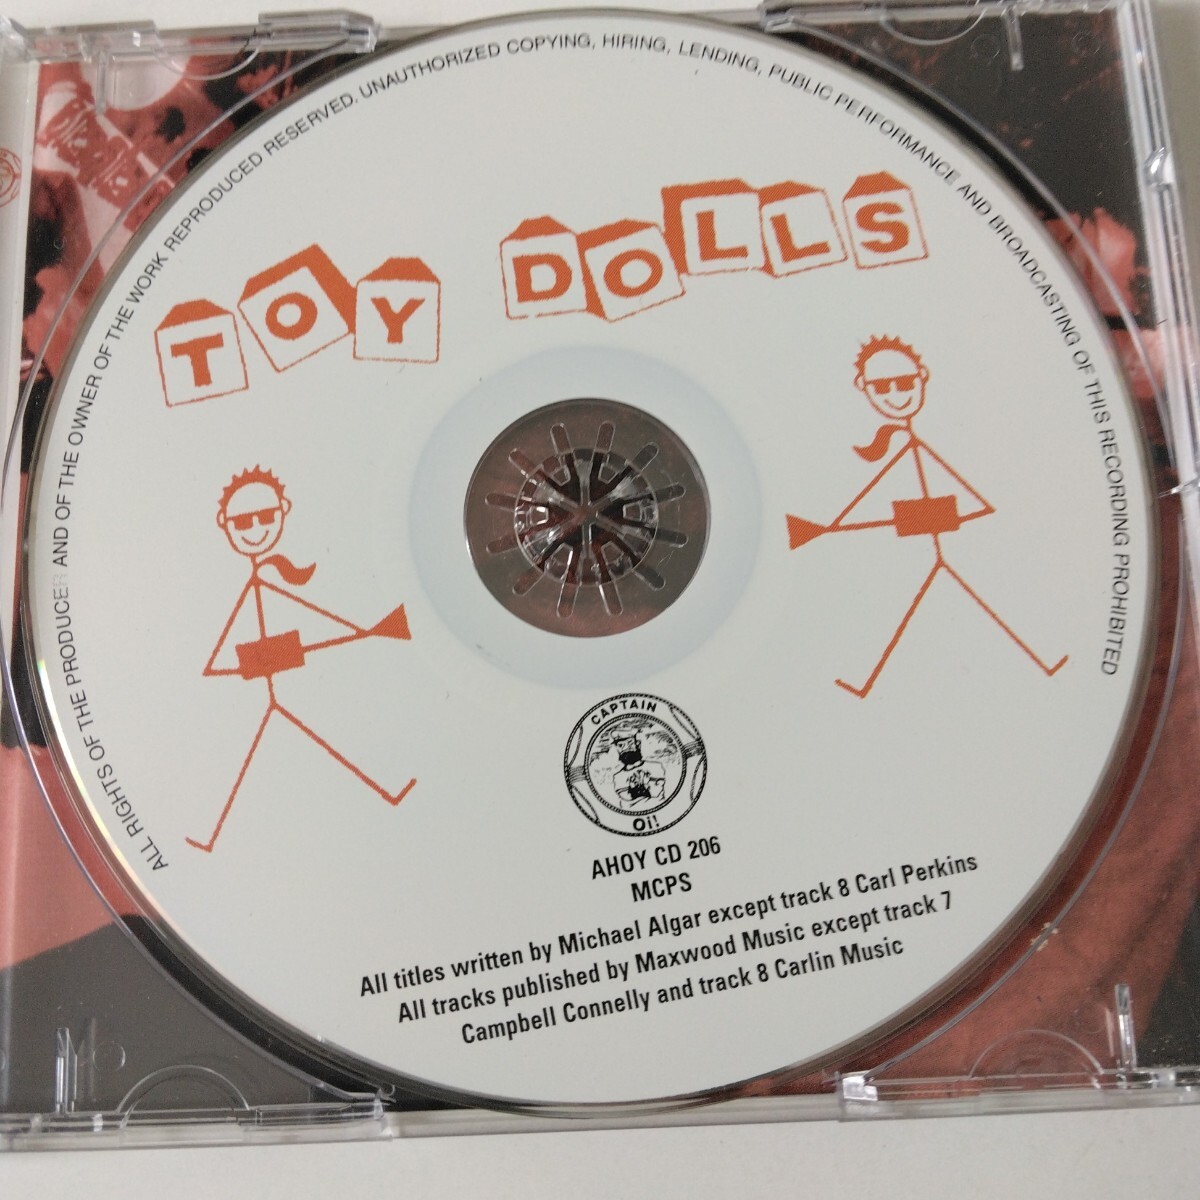 ALL RIGHTS OF THE PRODUCER AND OF THE OWNER OF THE WORK REPRODUCED RESERVED. UNAUTHORIZED COPYING, HIRING, LENDING, PUBLIC PERFORMANCE AND BROADCASTING OF THIS RECORDING PROHIBITED
TOY DOLLS
CAPTAIN
Oi!
AHOY CD 206
MCPS
All titles written by Michael Algar except track 8 Carl Perkins
All tracks published by Maxwood Music except track 7
Campbell Connelly and track 8 Carlin Music